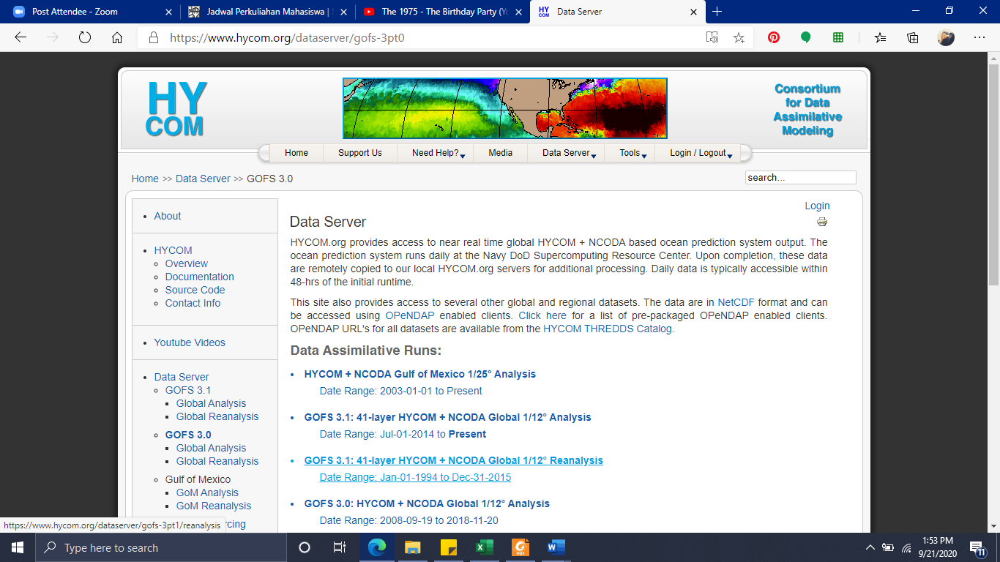 Post Attendee - Zoom
Jadwal Perkuliahan Mahasiswa |
The 1975 - The Birthday Party (
Data Server
https://www.hycom.org/dataserver/gofs-3pt0
HY
COM
Consortium
for Data
Assimilative
Modeling
Home
Support Us
Need Help?
Media
Data Server
Tools
Login / Logout
Home >> Data Server >> GOFS 3.0
search...
About
HYCOM
Overview
Documentation
Source Code
Contact Info
Youtube Videos
Data Server
GOFS 3.1
Global Analysis
Global Reanalysis
GOFS 3.0
Global Analysis
Global Reanalysis
Gulf of Mexico
GoM Analysis
GoM Reanalysis
rcing
Login
Data Server
HYCOM.org provides access to near real time global HYCOM + NCODA based ocean prediction system output. The
ocean prediction system runs daily at the Navy DoD Supercomputing Resource Center. Upon completion, these data
are remotely copied to our local HYCOM.org servers for additional processing. Daily data is typically accessible within
48-hrs of the initial runtime.
This site also provides access to several other global and regional datasets. The data are in NetCDF format and can
be accessed using OPeNDAP enabled clients. Click here for a list of pre-packaged OPeNDAP enabled clients.
OPeNDAP URL's for all datasets are available from the HYCOM THREDDS Catalog.
Data Assimilative Runs:
HYCOM + NCODA Gulf of Mexico 1/25° Analysis
Date Range: 2003-01-01 to Present
GOFS 3.1: 41-layer HYCOM + NCODA Global 1/12° Analysis
Date Range: Jul-01-2014 to Present
GOFS 3.1: 41-layer HYCOM + NCODA Global 1/12° Reanalysis
Date Range: Jan-01-1994 to Dec-31-2015
GOFS 3.0: HYCOM + NCODA Global 1/12° Analysis
Date Range: 2008-09-19 to 2018-11-20
https://www.hycom.org/dataserver/gofs-3pt1/reanalysis
Type here to search
1:53 PM
9/21/2020
11